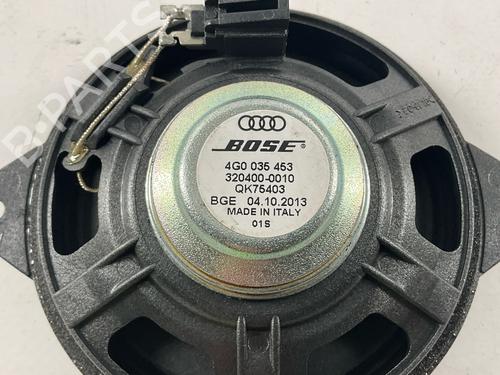 BOSE®
4G0 035 453
320400-0010
QK75403
BGE 04.10.2013
MADE IN ITALY
01S